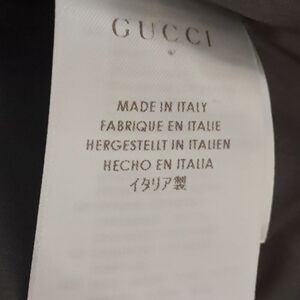 GUCCI
MADE IN ITALY
FABRIQUE EN ITALIE
HERGESTELLT IN ITALIEN
HECHO EN ITALIA
イタリア製